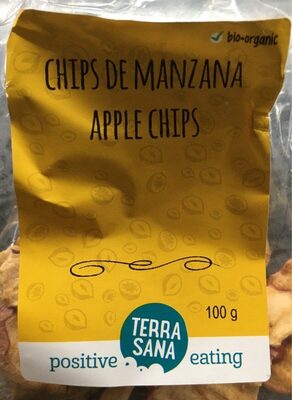 bio+organic
CHIPS DE MANZANA
APPLE CHIPS
100 g
TERRA
SANA
positive eating